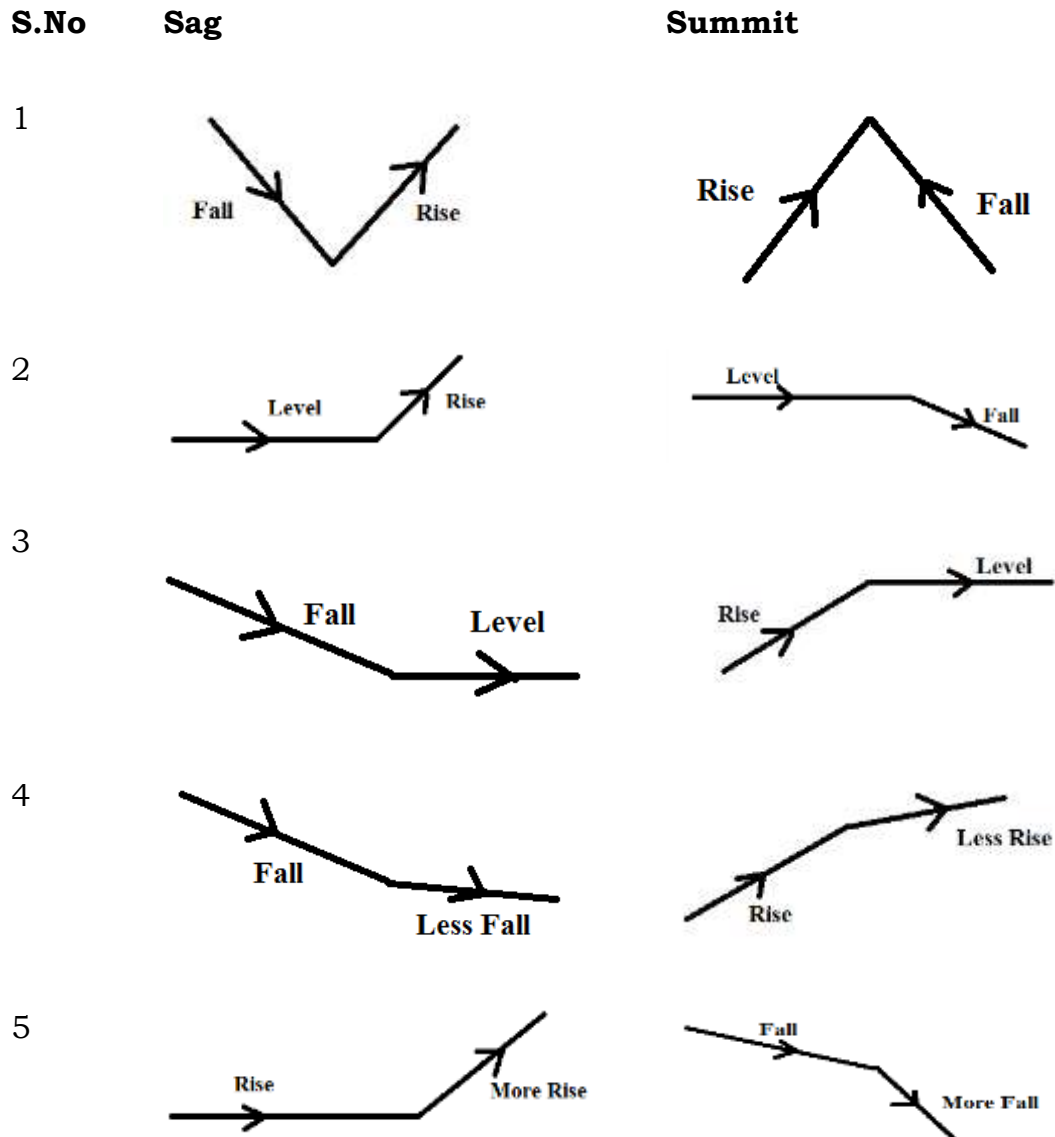 S.No Sag Summit
1
Fall Rise
Rise Fall
2
Level Rise
Level Fall
3
Fall Level
Rise Level
4
Fall
Less Fall
Less Rise
Rise
5
Rise More Rise
Fall
More Fall